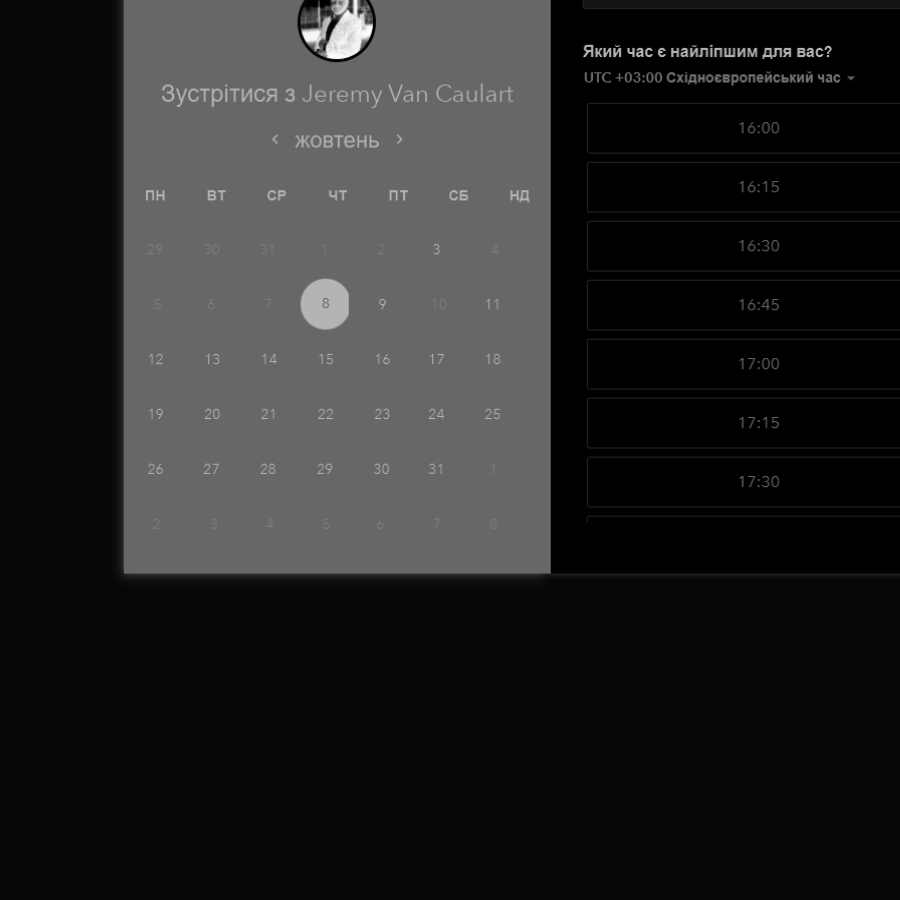 Зустрітися з Jeremy Van Caulart
жовтень
ПН ВТ СР ЧТ ПТ СБ НД
29 30 31 1 2 3 4
5 6 7 8 9 10 11
12 13 14 15 16 17 18
19 20 21 22 23 24 25
26 27 28 29 30 31 1
2 3 4 5 6 7 8
Який час є найліпшим для вас?
UTC +03:00 Східноєвропейський час
16:00
16:15
16:30
16:45
17:00
17:15
17:30